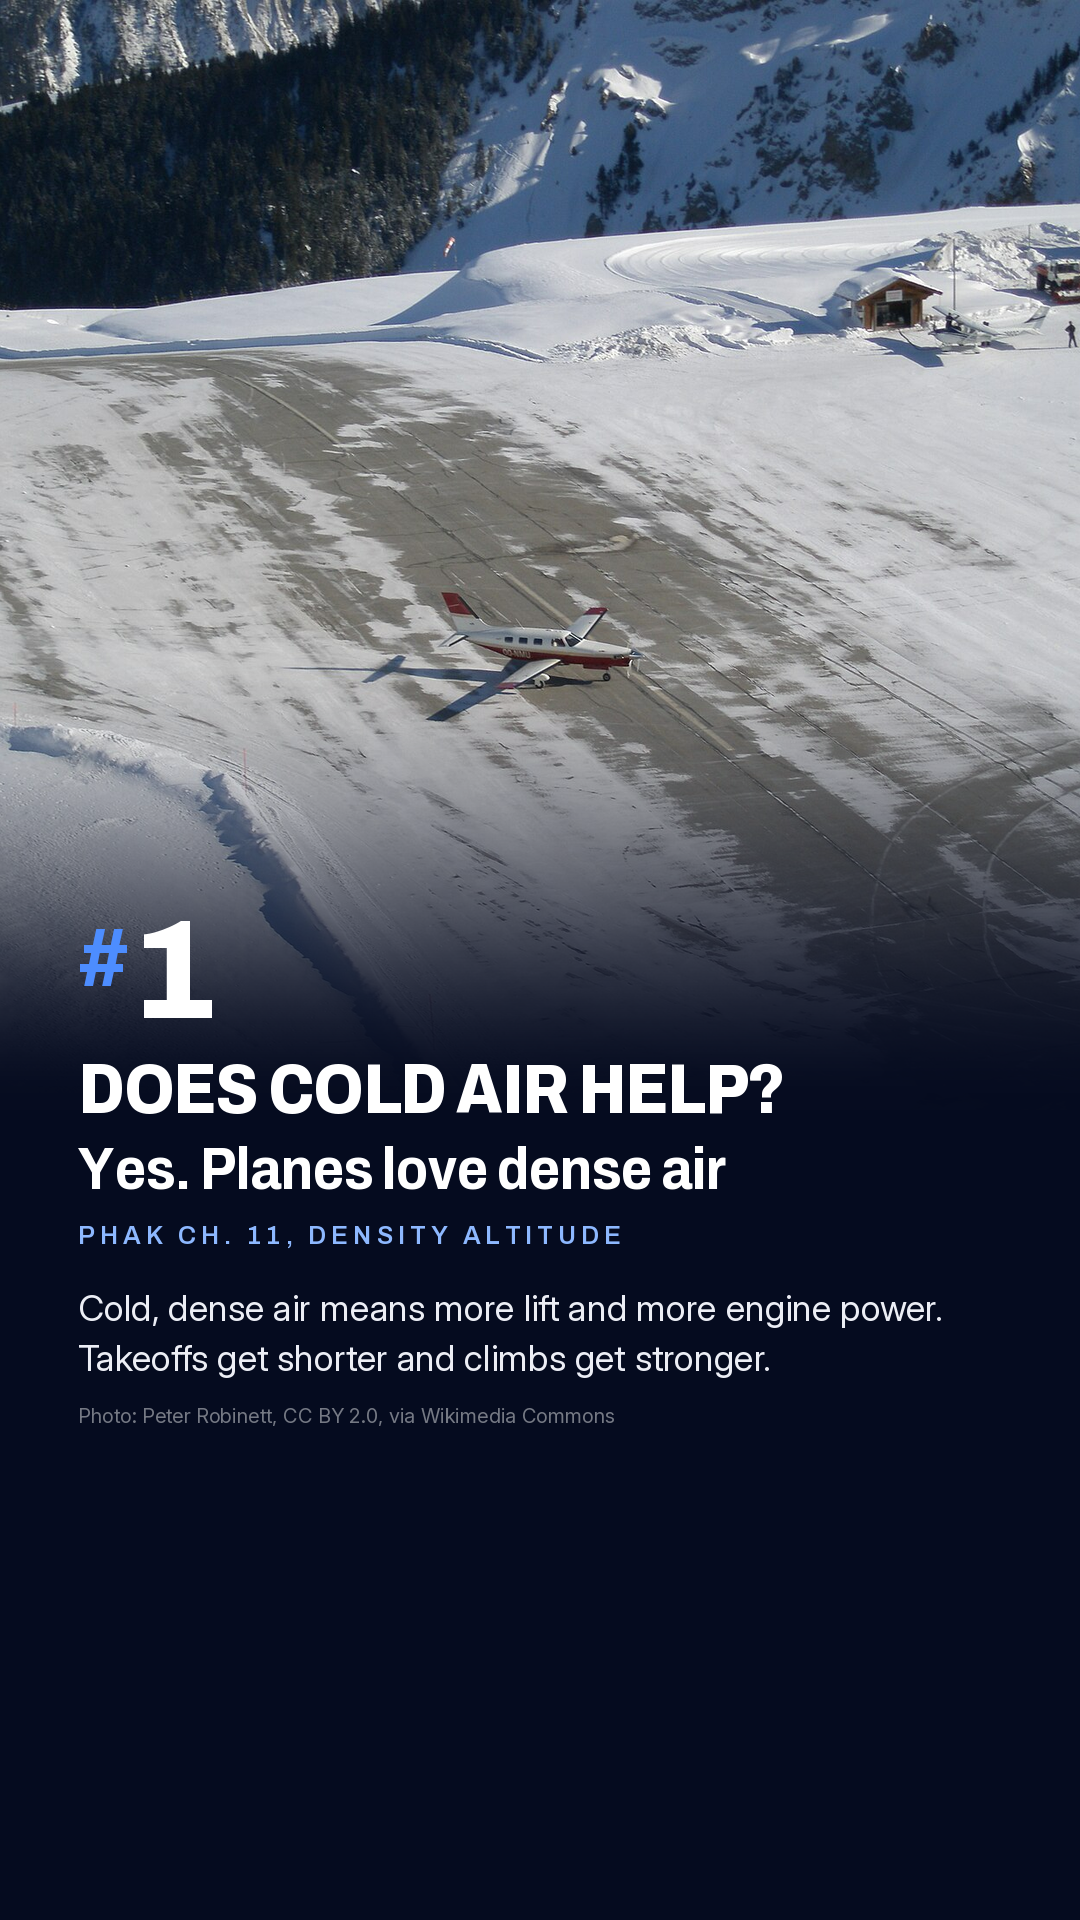 #1
DOES COLD AIR HELP?
Yes. Planes love dense air
PHAK CH. 11, DENSITY ALTITUDE
Cold, dense air means more lift and more engine power.
Takeoffs get shorter and climbs get stronger.
Photo: Peter Robinett, CC BY 2.0, via Wikimedia Commons